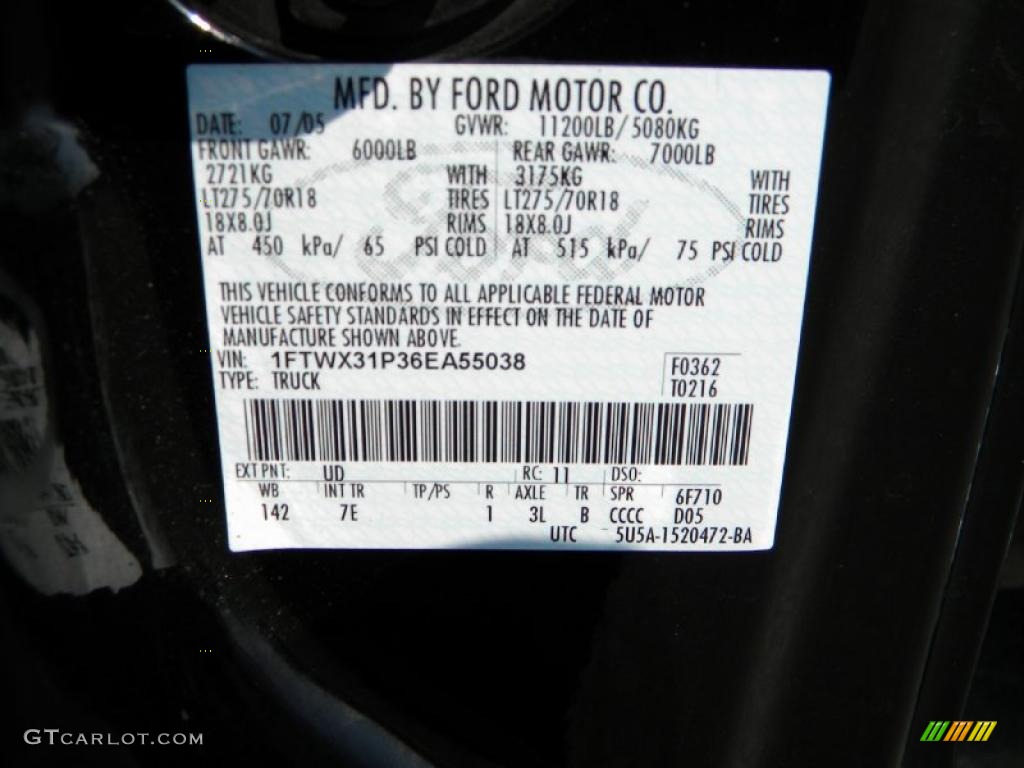 MFD. BY FORD MOTOR CO.
DATE: 07/05 GVWR: 11200LB/5080KG
FRONT GAWR: 6000LB REAR GAWR: 7000LB
2721KG WITH 3175KG WITH
LT275/70R18 TIRES LT275/70R18 TIRES
18X8.0J RIMS 18X8.0J RIMS
AT 450 kPa/ 65 PSI COLD AT 515 kPa/ 75 PSI COLD
THIS VEHICLE CONFORMS TO ALL APPLICABLE FEDERAL MOTOR
VEHICLE SAFETY STANDARDS IN EFFECT ON THE DATE OF
MANUFACTURE SHOWN ABOVE.
VIN: 1FTWX31P36EA55038 F0362
TYPE: TRUCK T0216
EXT PNT: UD RC: 11 DSO:
WB INT TR TP/PS R AXLE TR SPR 6F710
142 7E 1 3L B CCCC D05
UTC 5U5A-1520472-BA
Ford
GTCARLOT.COM